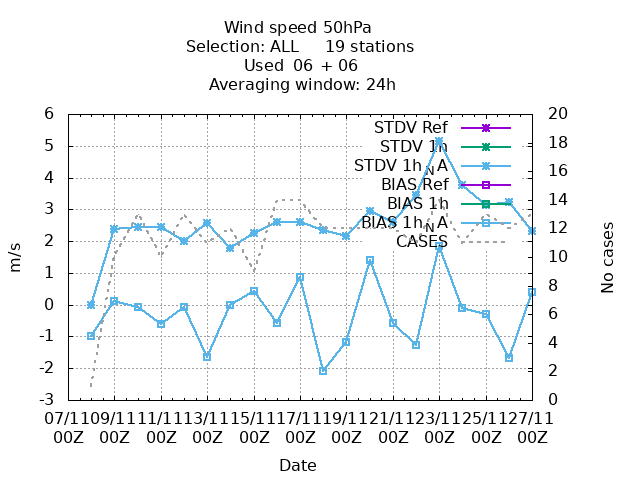 Wind speed 50hPa
Selection: ALL 19 stations
Used 06 + 06
Averaging window: 24h
m/s
6
5
4
3
2
1
0
-1
-2
-3
STDV Ref
STDV 1h
STDV 1h_NA
BIAS Ref
BIAS 1h
BIAS 1h_NA
CASES
20
18
16
14
12
10
8
6
4
2
0
No cases
07/11 09/11 11/11 13/11 15/11 17/11 19/11 21/11 23/11 25/11 27/11
00Z 00Z 00Z 00Z 00Z 00Z 00Z 00Z 00Z 00Z 00Z
Date